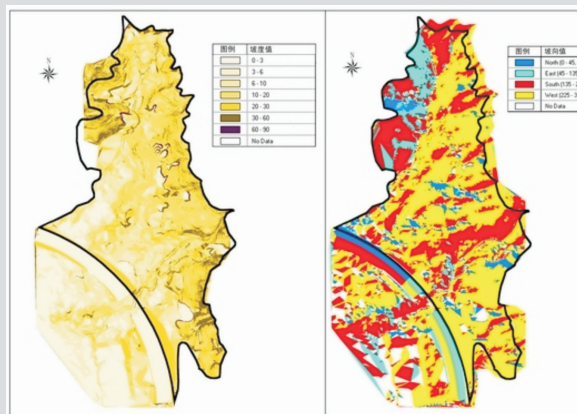 N
图例 坡度值
0 - 3
3 - 6
6 - 10
10 - 20
20 - 30
30 - 60
60 - 90
No Data
N
图例 坡向值
North (0 - 45,
East (45 - 135
South (135 - 2
West (225 - 3
No Data